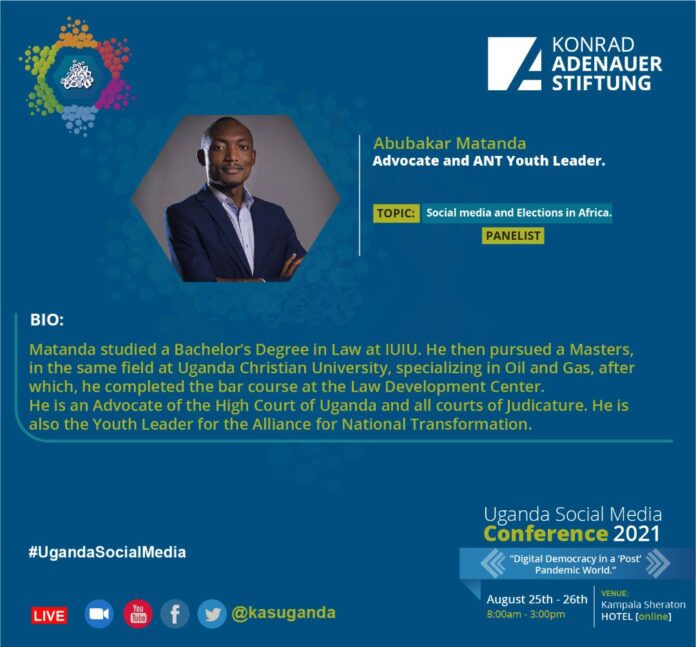 KONRAD
ADENAUER
STIFTUNG
Abubakar Matanda
Advocate and ANT Youth Leader.
TOPIC: Social media and Elections in Africa.
PANELIST
BIO:
Matanda studied a Bachelor's Degree in Law at IUIU. He then pursued a Masters,
in the same field at Uganda Christian University, specializing in Oil and Gas, after
which, he completed the bar course at the Law Development Center.
He is an Advocate of the High Court of Uganda and all courts of Judicature. He is
also the Youth Leader for the Alliance for National Transformation.
#UgandaSocialMedia
LIVE
You
Tube
@kasuganda
Uganda Social Media
Conference 2021
"Digital Democracy in a 'Post'
Pandemic World."
August 25th - 26th
8:00am - 3:00pm
VENUE:
Kampala Sheraton
HOTEL [online]